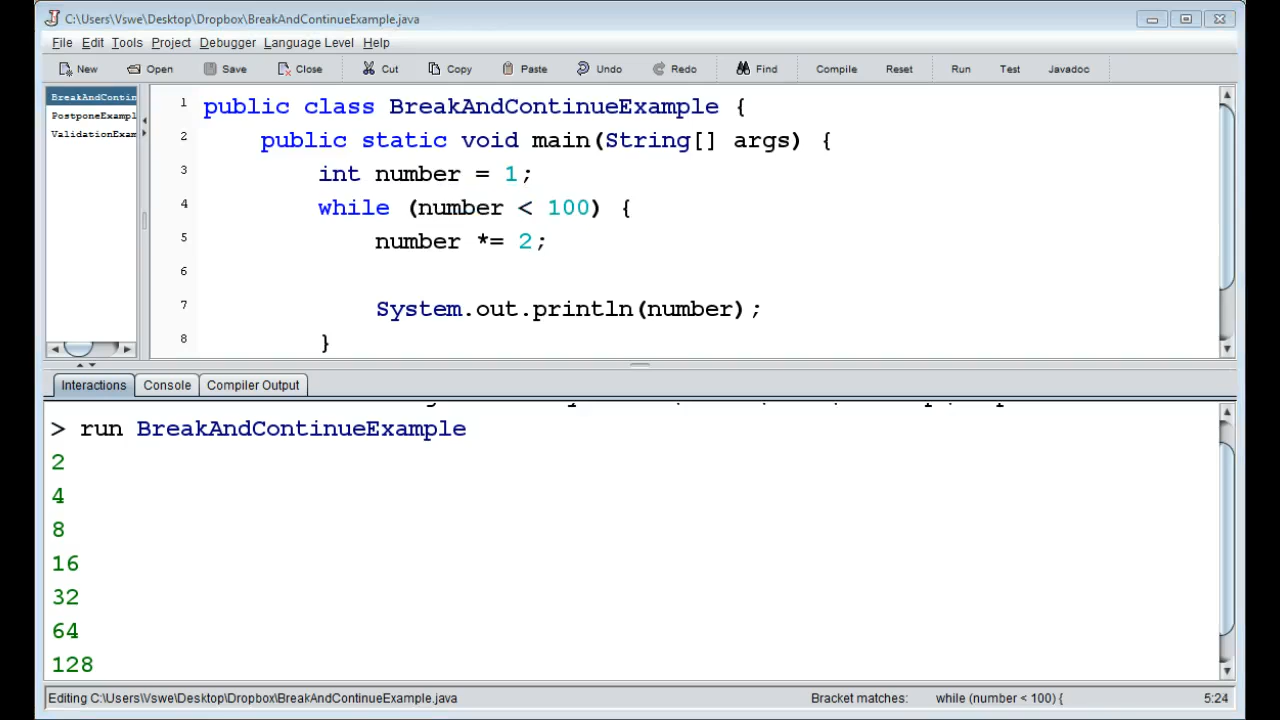 C:\Users\Vswe\Desktop\Dropbox\BreakAndContinueExample.java
File Edit Tools Project Debugger Language Level Help
New Open Save Close Cut Copy Paste Undo Redo Find Compile Reset Run Test Javadoc
BreakAndContin
PostponeExampl
ValidationExam
1 public class BreakAndContinueExample {
2 public static void main(String[] args) {
3 int number = 1;
4 while (number < 100) {
5 number *= 2;
6
7 System.out.println(number);
8 }
Interactions Console Compiler Output
> run BreakAndContinueExample
2
4
8
16
32
64
128
Editing C:\Users\Vswe\Desktop\Dropbox\BreakAndContinueExample.java Bracket matches: while (number < 100) { 5:24